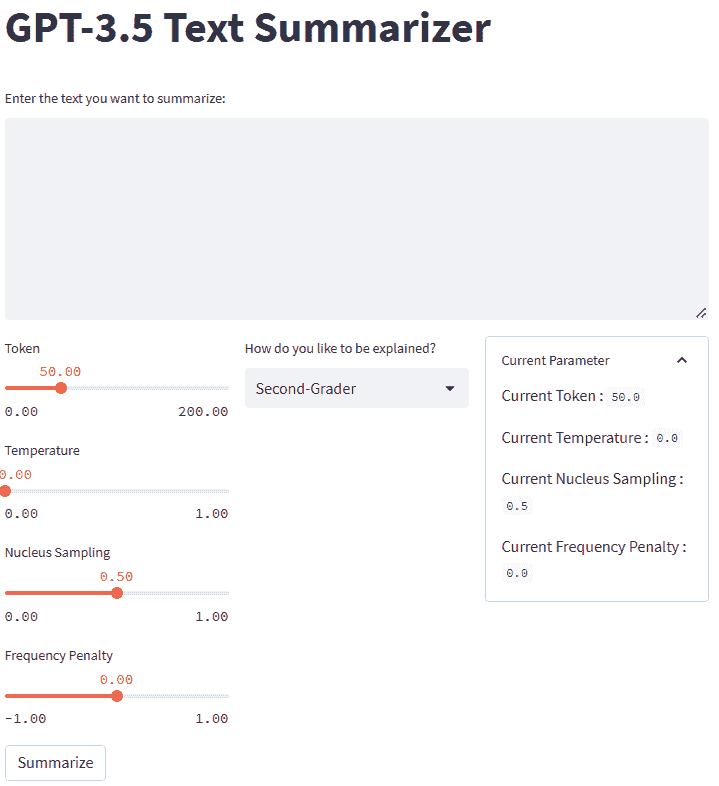 GPT-3.5 Text Summarizer
Enter the text you want to summarize:
Token
50.00
0.00 200.00
Temperature
0.00
0.00 1.00
Nucleus Sampling
0.50
0.00 1.00
Frequency Penalty
0.00
-1.00 1.00
Summarize
How do you like to be explained?
Second-Grader
Current Parameter
Current Token : 50.0
Current Temperature : 0.0
Current Nucleus Sampling :
0.5
Current Frequency Penalty :
0.0